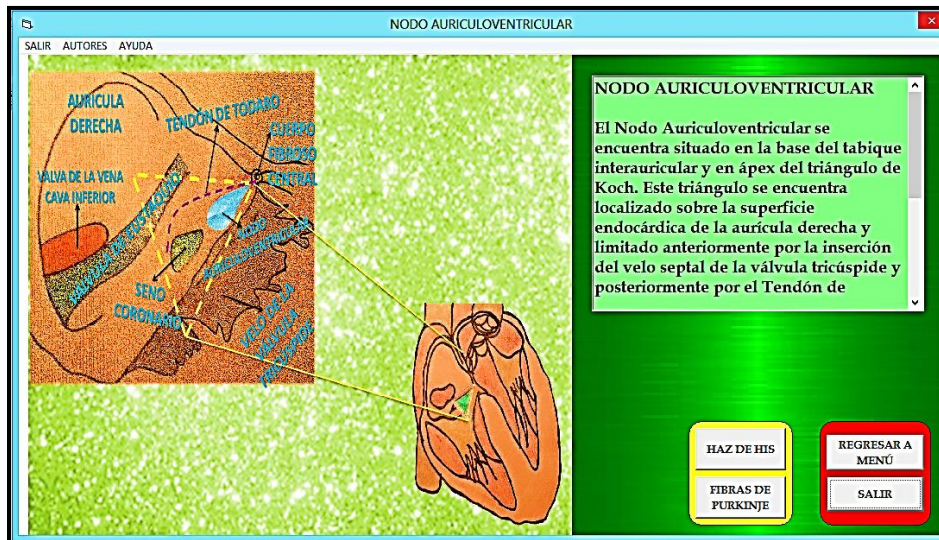 NODO AURICULOVENTRICULAR
SALIR AUTORES AYUDA
AURICULA
DERECHA
TENDÓN DE TODARO
CUERPO
FIBROSO
CENTRAL
VALVA DE LA VENA
CAVA INFERIOR
VÁLVULA DE EUSTAQUIO
NODO
AURICULOVENTRICULAR
SENO
CORONARIO
VELO DE LA
VÁLVULA
TRICUSPIDE
NODO AURICULOVENTRICULAR
El Nodo Auriculoventricular se
encuentra situado en la base del tabique
interauricular y en ápex del triángulo de
Koch. Este triángulo se encuentra
localizado sobre la superficie
endocárdica de la aurícula derecha y
limitado anteriormente por la inserción
del velo septal de la válvula tricúspide y
posteriormente por el Tendón de
HAZ DE HIS
FIBRAS DE
PURKINJE
REGRESAR A
MENÚ
SALIR